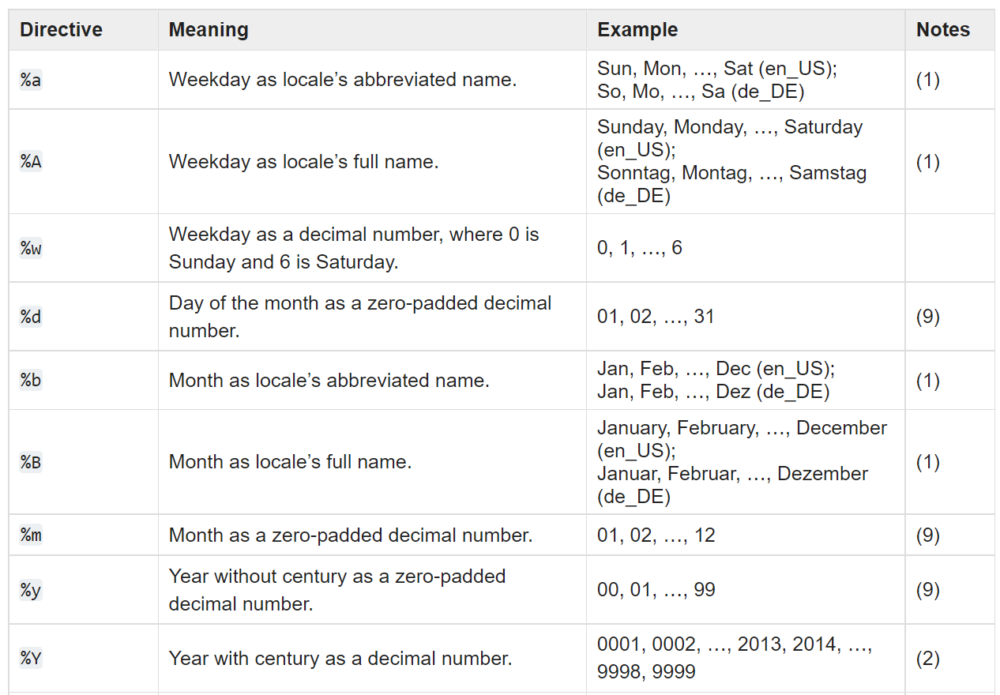 Directive Meaning Example Notes
%a Weekday as locale’s abbreviated name. Sun, Mon, …, Sat (en_US);
So, Mo, …, Sa (de_DE) (1)
%A Weekday as locale’s full name. Sunday, Monday, …, Saturday
(en_US);
Sonntag, Montag, …, Samstag
(de_DE) (1)
%w Weekday as a decimal number, where 0 is
Sunday and 6 is Saturday. 0, 1, …, 6
%d Day of the month as a zero-padded decimal
number. 01, 02, …, 31 (9)
%b Month as locale’s abbreviated name. Jan, Feb, …, Dec (en_US);
Jan, Feb, …, Dez (de_DE) (1)
%B Month as locale’s full name. January, February, …, December
(en_US);
Januar, Februar, …, Dezember
(de_DE) (1)
%m Month as a zero-padded decimal number. 01, 02, …, 12 (9)
%y Year without century as a zero-padded
decimal number. 00, 01, …, 99 (9)
%Y Year with century as a decimal number. 0001, 0002, …, 2013, 2014, …,
9998, 9999 (2)